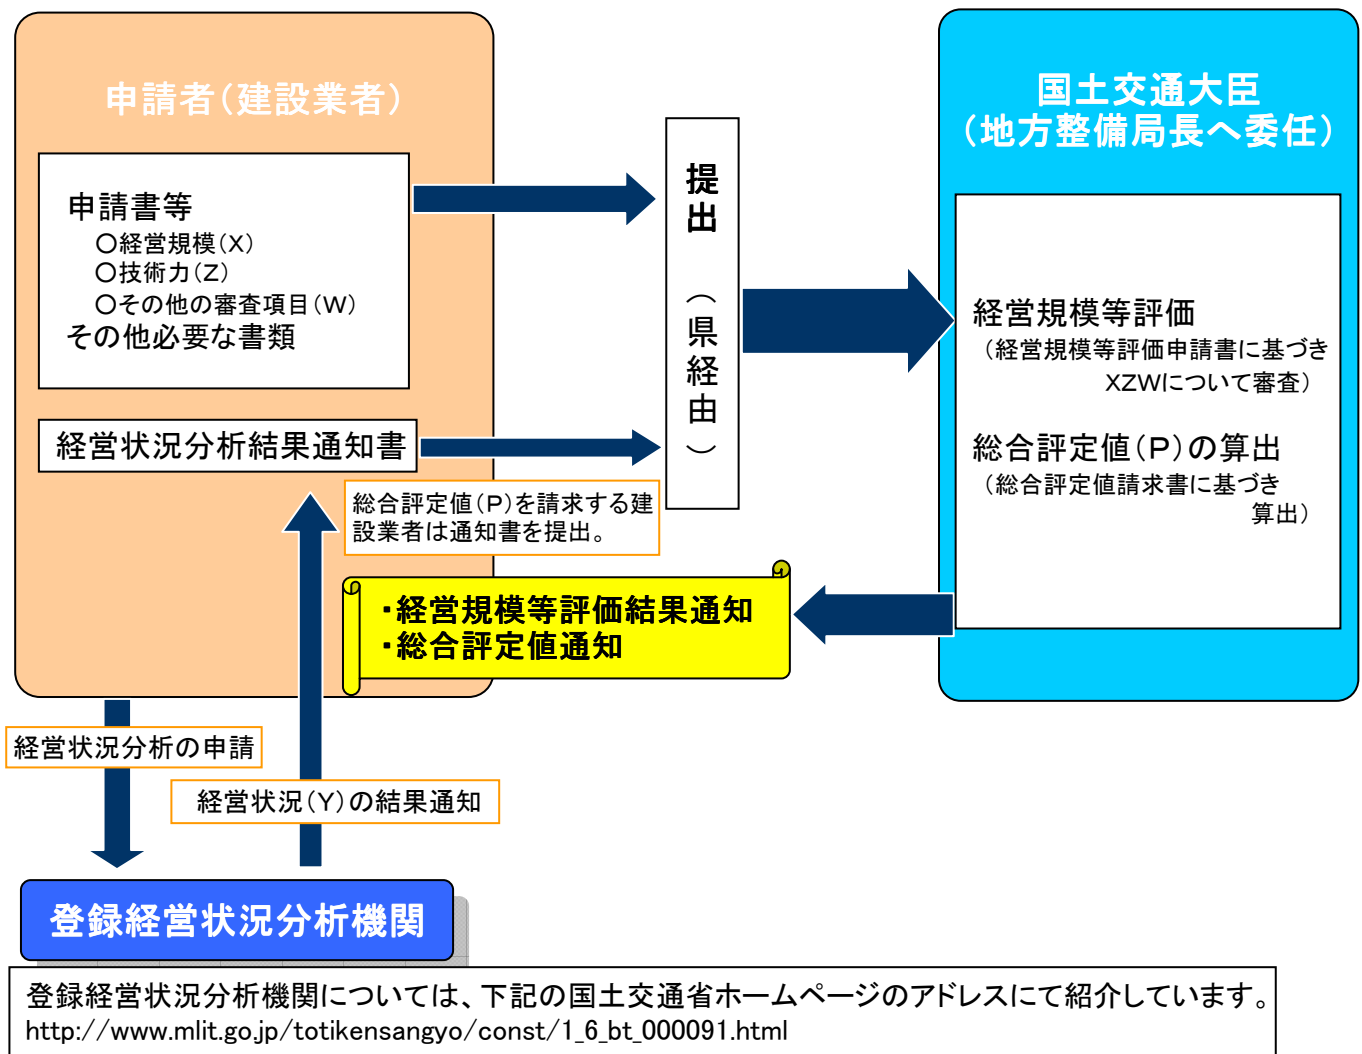 申請者（建設業者）
申請書等
○経営規模（X）
○技術力（Z）
○その他の審査項目（W）
その他必要な書類
経営状況分析結果通知書
総合評定値（P）を請求する建
設業者は通知書を提出。
提出（県経由）
国土交通大臣
（地方整備局長へ委任）
経営規模等評価
（経営規模等評価申請書に基づき
XZWについて審査）
総合評定値（P）の算出
（総合評定値請求書に基づき
算出）
・経営規模等評価結果通知
・総合評定値通知
経営状況分析の申請
経営状況（Y）の結果通知
登録経営状況分析機関
登録経営状況分析機関については、下記の国土交通省ホームページのアドレスにて紹介しています。
http://www.mlit.go.jp/totikensangyo/const/1_6_bt_000091.html